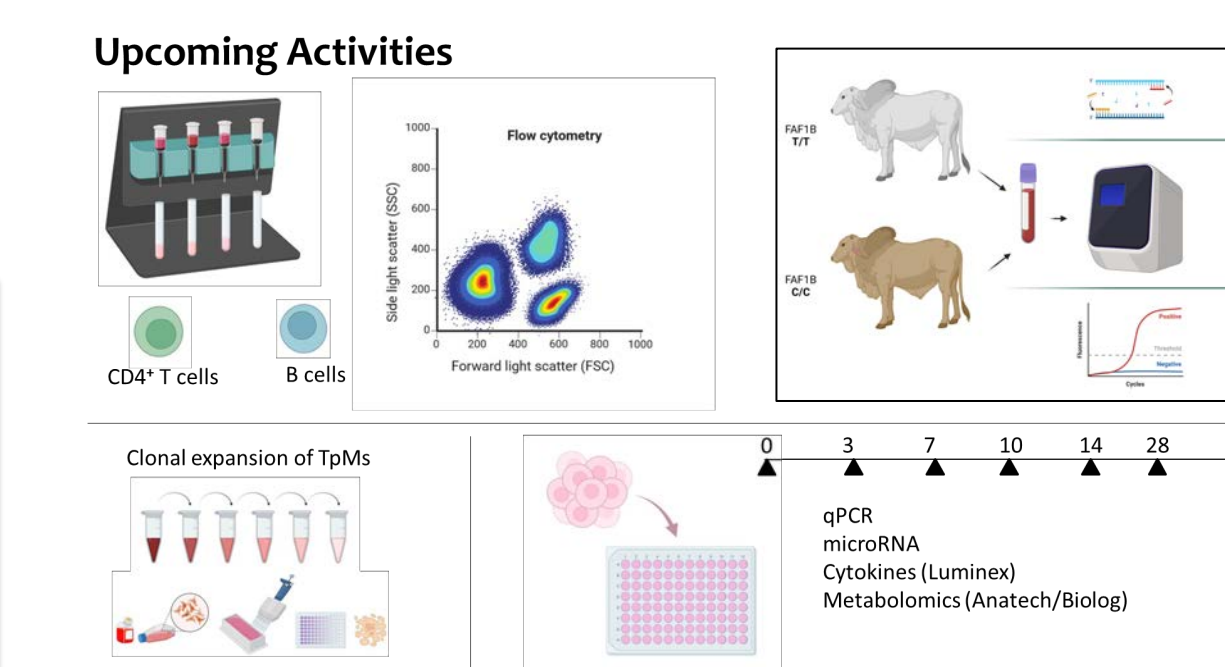 Upcoming Activities
CD4⁺ T cells
B cells
Flow cytometry
Side light scatter (SSC)
1000
800
600
400
200
0
0 200 400 600 800 1000
Forward light scatter (FSC)
FAF1B
T/T
FAF1B
C/C
Fluorescence
Positive
Threshold
Negative
Cycles
Clonal expansion of TpMs
0 3 7 10 14 28
qPCR
microRNA
Cytokines (Luminex)
Metabolomics (Anatech/Biolog)